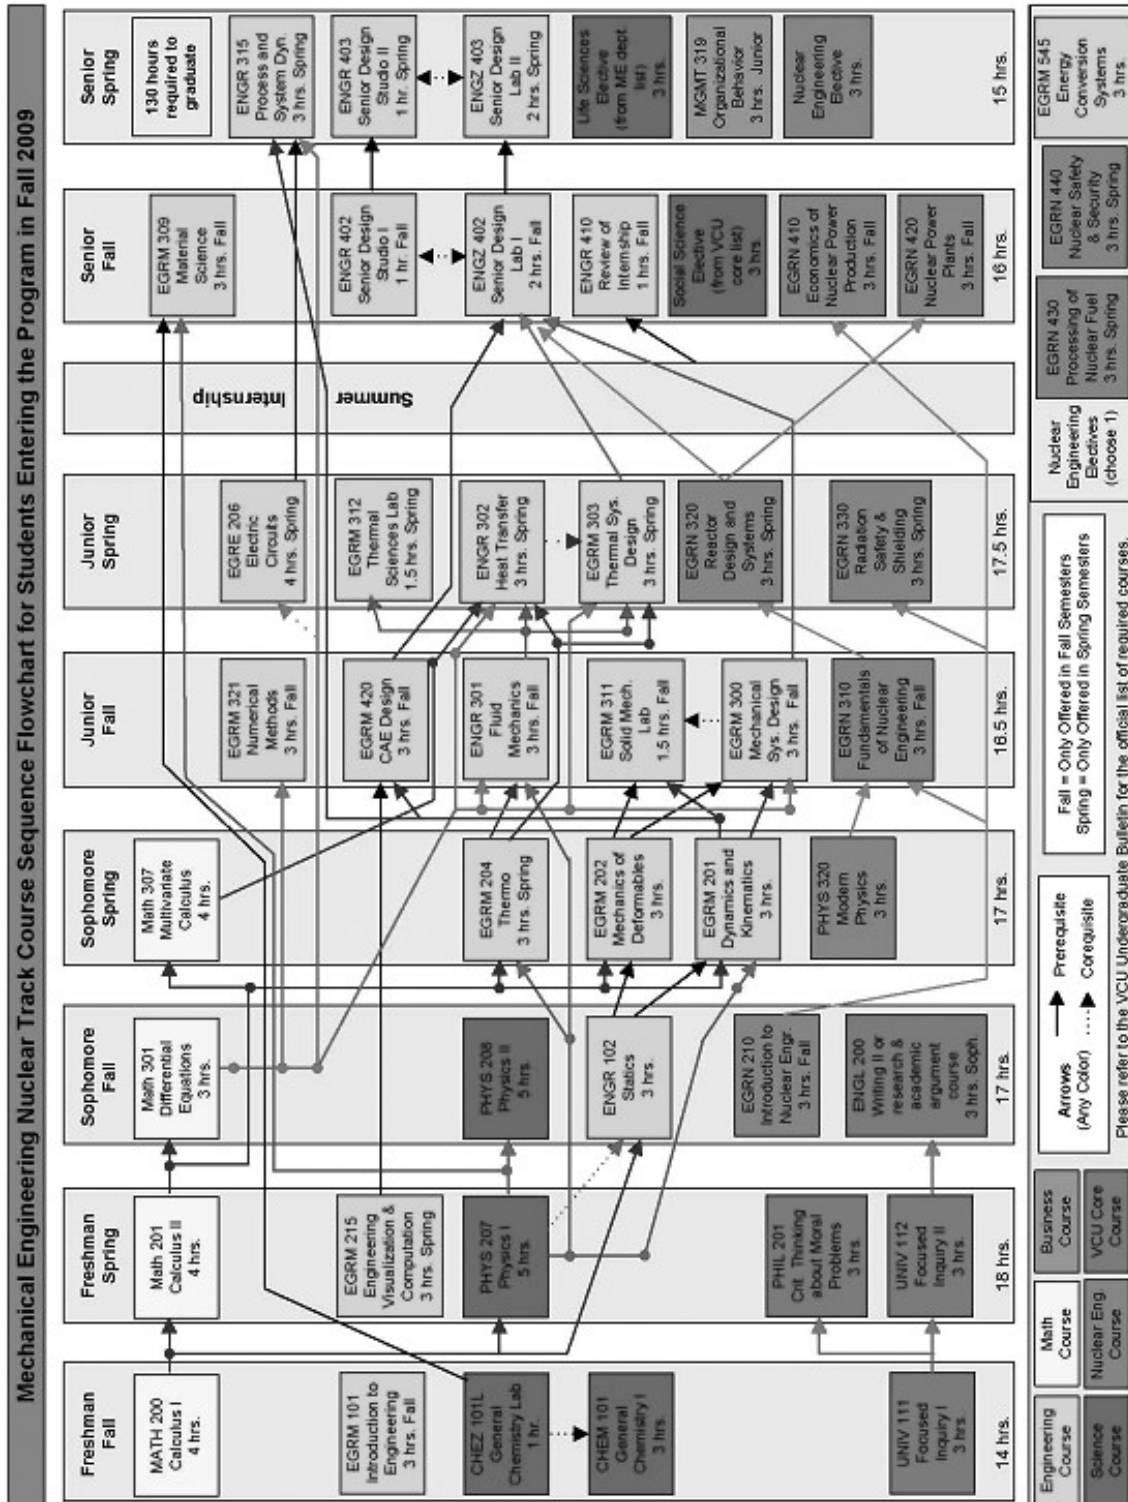 Mechanical Engineering Nuclear Track Course Sequence Flowchart for Students Entering the Program in Fall 2009
Freshman
Fall
MATH 200
Calculus I
4 hrs.
EGRM 101
Introduction to
Engineering
3 hrs. Fall
CHEZ 101L
General
Chemistry Lab
1 hr.
CHEM 101
General
Chemistry I
3 hrs.
UNIV 111
Focused
Inquiry I
3 hrs.
14 hrs.
Freshman
Spring
Math 201
Calculus II
4 hrs.
EGRM 215
Engineering
Visualization &
Computation
3 hrs. Spring
PHYS 207
Physics I
5 hrs.
PHIL 201
Crit. Thinking
about Moral
Problems
3 hrs.
UNIV 112
Focused
Inquiry II
3 hrs.
18 hrs.
Sophomore
Fall
Math 301
Differential
Equations
3 hrs.
PHYS 208
Physics II
5 hrs.
ENGR 102
Statics
3 hrs.
EGRN 210
Introduction to
Nuclear Engr.
3 hrs. Fall
ENGL 200
Writing II or
research &
academic
argument
course
3 hrs. Soph.
17 hrs.
Sophomore
Spring
Math 307
Multivariate
Calculus
4 hrs.
EGRM 204
Thermo
3 hrs. Spring
EGRM 202
Mechanics of
Deformables
3 hrs.
EGRM 201
Dynamics and
Kinematics
3 hrs.
PHYS 320
Modern
Physics
3 hrs.
17 hrs.
Junior
Fall
EGRM 321
Numerical
Methods
3 hrs. Fall
EGRM 420
CAE Design
3 hrs. Fall
ENGR 301
Fluid
Mechanics
3 hrs. Fall
EGRM 311
Solid Mech.
Lab
1.5 hrs. Fall
EGRM 300
Mechanical
Sys. Design
3 hrs. Fall
EGRN 310
Fundamentals
of Nuclear
Engineering
3 hrs. Fall
16.5 hrs.
Junior
Spring
EGRE 206
Electric
Circuits
4 hrs. Spring
EGRM 312
Thermal
Sciences Lab
1.5 hrs. Spring
ENGR 302
Heat Transfer
3 hrs. Spring
EGRM 303
Thermal Sys.
Design
3 hrs. Spring
EGRN 320
Reactor
Design and
Systems
3 hrs. Spring
EGRN 330
Radiation
Safety &
Shielding
3 hrs. Spring
17.5 hrs.
Summer
Internship
Senior
Fall
EGRM 309
Material
Science
3 hrs. Fall
ENGR 402
Senior Design
Studio I
1 hr. Fall
ENGZ 402
Senior Design
Lab I
2 hrs. Fall
ENGR 410
Review of
Internship
1 hrs. Fall
Social Science
Elective
(from VCU
core list)
3 hrs.
EGRN 410
Economics of
Nuclear Power
Production
3 hrs. Fall
EGRN 420
Nuclear Power
Plants
3 hrs. Fall
16 hrs.
Senior
Spring
130 hours
required to
graduate
ENGR 315
Process and
System Dyn.
3 hrs. Spring
ENGR 403
Senior Design
Studio II
1 hr. Spring
ENGZ 403
Senior Design
Lab II
2 hrs. Spring
Life Sciences
Elective
(from ME dept
list)
3 hrs.
MGMT 319
Organizational
Behavior
3 hrs. Junior
Nuclear
Engineering
Elective
3 hrs.
15 hrs.
Engineering
Course
Math
Course
Business
Course
Science
Course
Nuclear Eng.
Course
VCU Core
Course
Arrows
(Any Color)
Prerequisite
Corequisite
Fall = Only Offered in Fall Semesters
Spring = Only Offered in Spring Semesters
Please refer to the VCU Undergraduate Bulletin for the official list of required courses.
Nuclear
Engineering
Electives
(choose 1)
EGRN 430
Processing of
Nuclear Fuel
3 hrs. Spring
EGRN 440
Nuclear Safety
& Security
3 hrs. Spring
EGRM 545
Energy
Conversion
Systems
3 hrs.